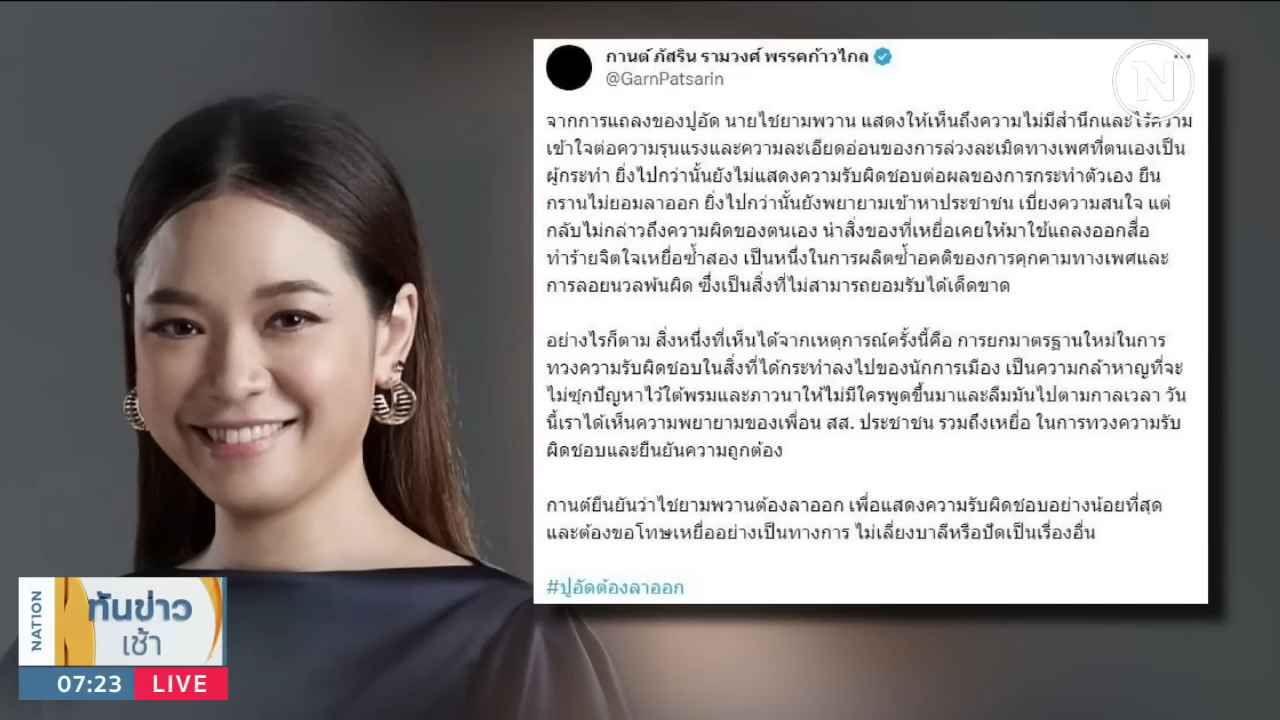 กานต์ ภัสริน รามวงศ์ พรรคก้าวไกล
@GarnPatsarin
N
จากการแถลงของปูอัด นายไชยามพวาน แสดงให้เห็นถึงความไม่มีสำนึกและไร้ความ
เข้าใจต่อความรุนแรงและความละเอียดอ่อนของการล่วงละเมิดทางเพศที่ตนเองเป็น
ผู้กระทำ ยิ่งไปกว่านั้นยังไม่แสดงความรับผิดชอบต่อผลของการกระทำตัวเอง ยืน
กรานไม่ยอมลาออก ยิ่งไปกว่านั้นยังพยายามเข้าหาประชาชน เบี่ยงความสนใจ แต่
กลับไม่กล่าวถึงความผิดของตนเอง นำสิ่งของที่เหยื่อเคยให้มาใช้แถลงออกสื่อ
ทำร้ายจิตใจเหยื่อซ้ำสอง เป็นหนึ่งในการผลิตซ้ำอคติของการคุกคามทางเพศและ
การลอยนวลพ้นผิด ซึ่งเป็นสิ่งที่ไม่สามารถยอมรับได้เด็ดขาด
อย่างไรก็ตาม สิ่งหนึ่งที่เห็นได้จากเหตุการณ์ครั้งนี้คือ การยกมาตรฐานใหม่ในการ
ทวงความรับผิดชอบในสิ่งที่ได้กระทำลงไปของนักการเมือง เป็นความกล้าหาญที่จะ
ไม่ซุกปัญหาไว้ใต้พรมและภาวนาให้ไม่มีใครพูดขึ้นมาและลืมมันไปตามกาลเวลา วัน
นี้เราได้เห็นความพยายามของเพื่อน สส. ประชาชน รวมถึงเหยื่อ ในการทวงความรับ
ผิดชอบและยืนยันความถูกต้อง
กานต์ยืนยันว่าไชยามพวานต้องลาออก เพื่อแสดงความรับผิดชอบอย่างน้อยที่สุด
และต้องขอโทษเหยื่ออย่างเป็นทางการ ไม่เลี่ยงบาลีหรือปัดเป็นเรื่องอื่น
#ปูอัดต้องลาออก
NATION
ทันข่าว
เช้า
07:23 LIVE